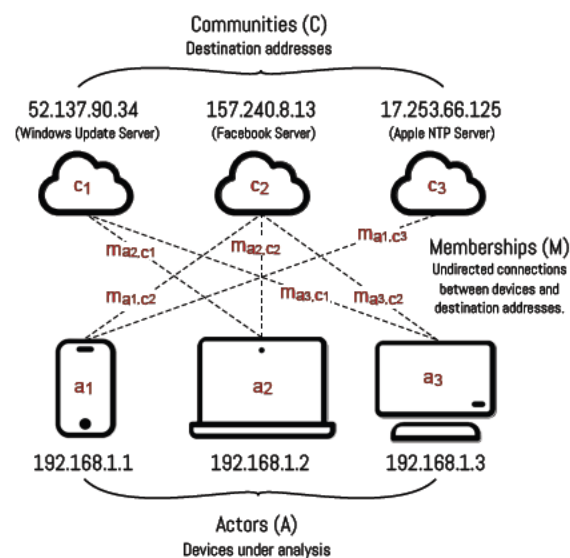 Communities (C)
Destination addresses
52.137.90.34 157.240.8.13 17.253.66.125
(Windows Update Server) (Facebook Server) (Apple NTP Server)
c1 c2 c3
ma2,c1 ma2,c2 ma1,c3
Memberships (M)
Undirected connections
between devices and
destination addresses.
ma1,c2 ma3,c1 ma3,c2
a1 a2 a3
192.168.1.1 192.168.1.2 192.168.1.3
Actors (A)
Devices under analysis